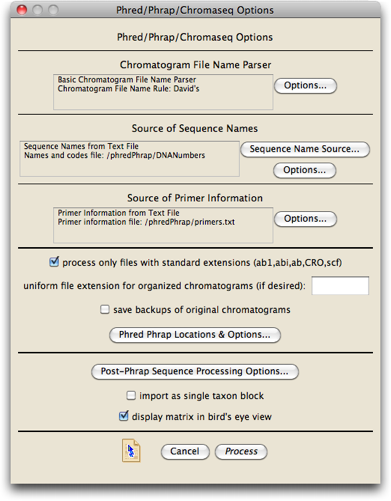 Phred/Phrap/Chromaseq Options
Phred/Phrap/Chromaseq Options
Chromatogram File Name Parser
Basic Chromatogram File Name Parser
Chromatogram File Name Rule: David's
Options...
Source of Sequence Names
Sequence Names from Text File
Names and codes file: /phredPhrap/DNANumbers
Sequence Name Source...
Options...
Source of Primer Information
Primer Information from Text File
Primer information file: /phredPhrap/primers.txt
Options...
process only files with standard extensions (ab1,abi,ab,CRO,scf)
uniform file extension for organized chromatograms (if desired):
save backups of original chromatograms
Phred Phrap Locations & Options...
Post-Phrap Sequence Processing Options...
import as single taxon block
display matrix in bird's eye view
Cancel Process